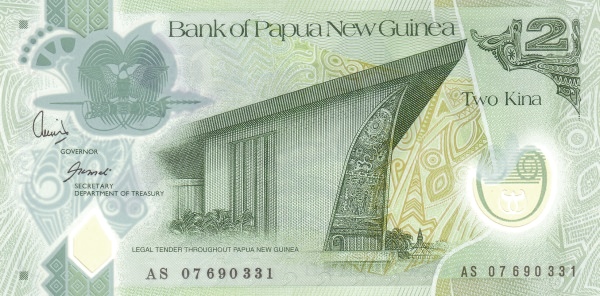 Bank of Papua New Guinea
2
Two Kina
GOVERNOR
SECRETARY
DEPARTMENT OF TREASURY
LEGAL TENDER THROUGHOUT PAPUA NEW GUINEA
AS 07690331
AS 07690331